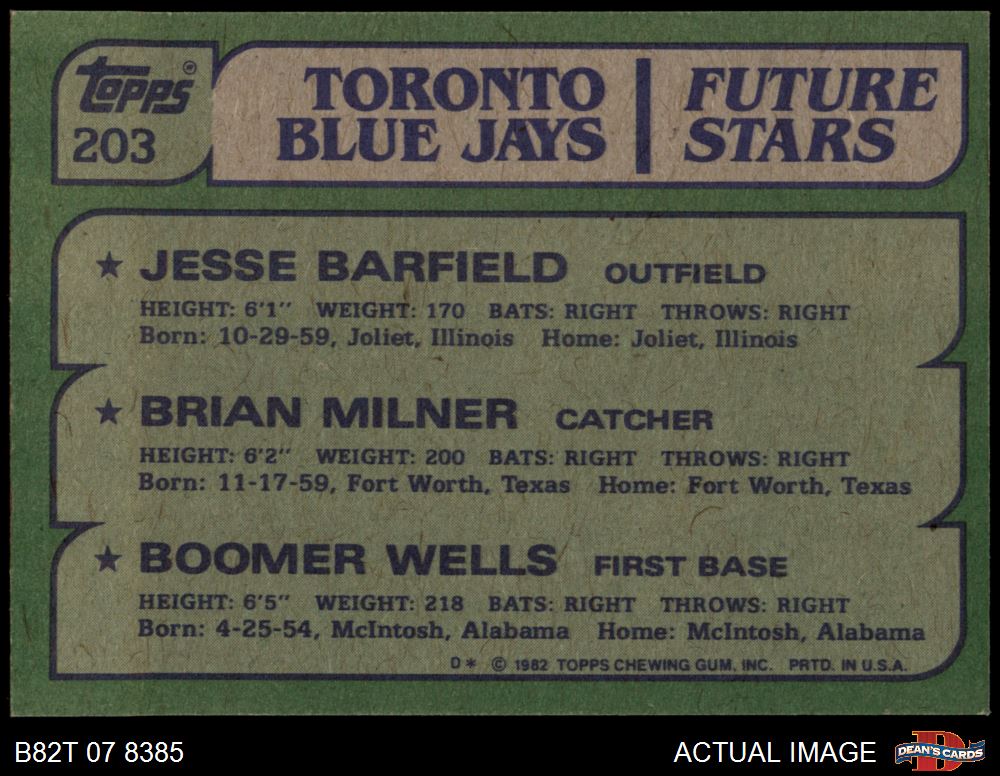 topps®
203
TORONTO BLUE JAYS
FUTURE STARS
★ JESSE BARFIELD OUTFIELD
HEIGHT: 6'1" WEIGHT: 170 BATS: RIGHT THROWS: RIGHT
Born: 10-29-59, Joliet, Illinois Home: Joliet, Illinois
★ BRIAN MILNER CATCHER
HEIGHT: 6'2" WEIGHT: 200 BATS: RIGHT THROWS: RIGHT
Born: 11-17-59, Fort Worth, Texas Home: Fort Worth, Texas
★ BOOMER WELLS FIRST BASE
HEIGHT: 6'5" WEIGHT: 218 BATS: RIGHT THROWS: RIGHT
Born: 4-25-54, McIntosh, Alabama Home: McIntosh, Alabama
D* © 1982 TOPPS CHEWING GUM, INC. PRTD. IN U.S.A.
B82T 07 8385
ACTUAL IMAGE
D
DEAN'S CARDS